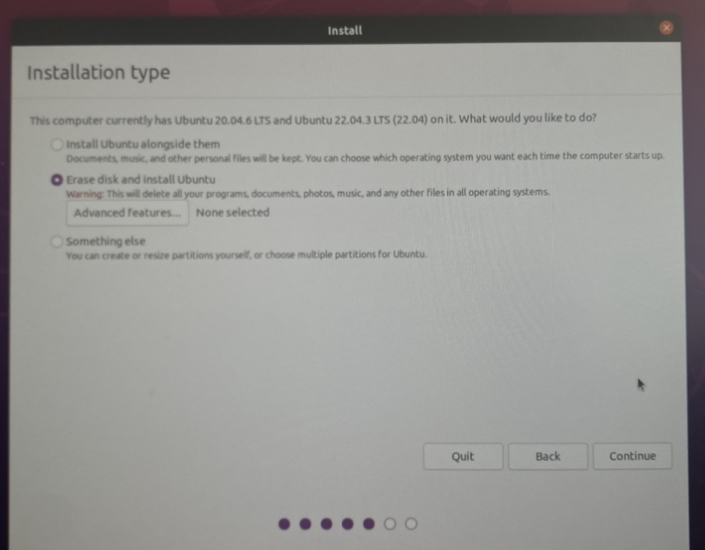 Install
Installation type
This computer currently has Ubuntu 20.04.6 LTS and Ubuntu 22.04.3 LTS (22.04) on it. What would you like to do?
Install Ubuntu alongside them
Documents, music, and other personal files will be kept. You can choose which operating system you want each time the computer starts up.
Erase disk and install Ubuntu
Warning: This will delete all your programs, documents, photos, music, and any other files in all operating systems.
Advanced features... None selected
Something else
You can create or resize partitions yourself, or choose multiple partitions for Ubuntu.
Quit Back Continue